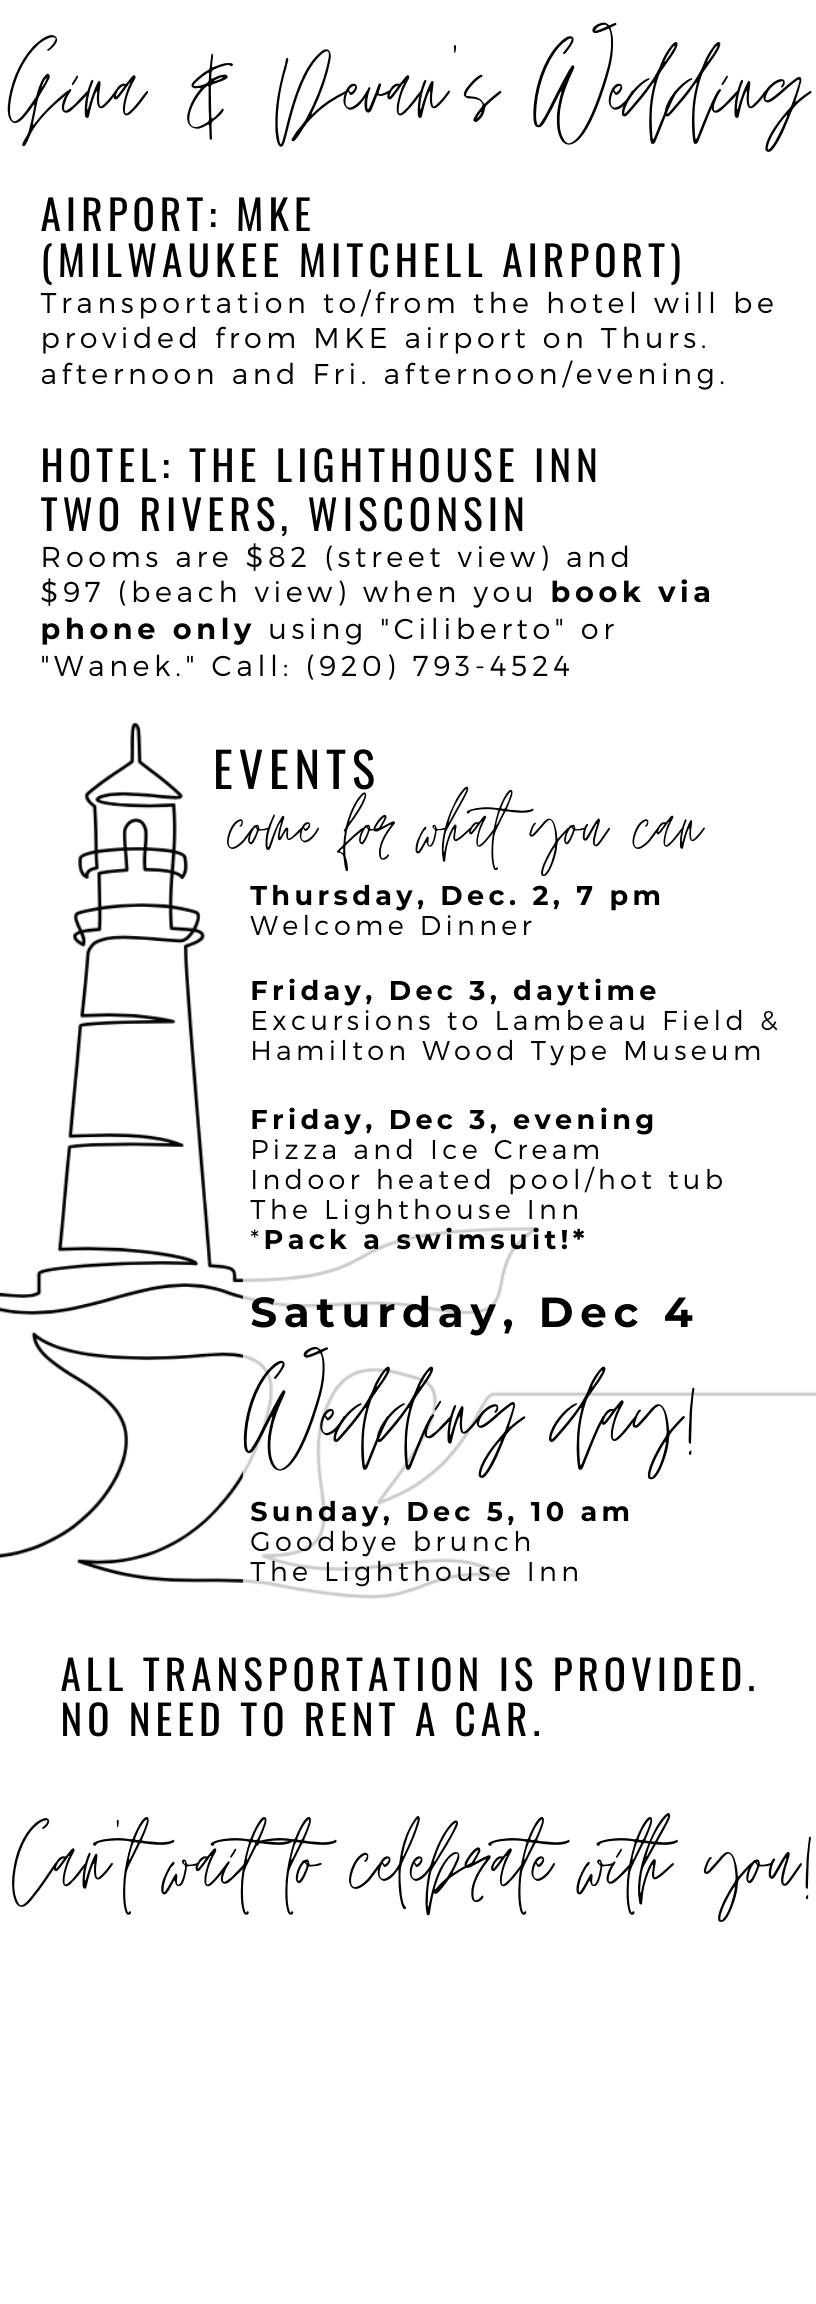 Gina & Devan's Wedding
AIRPORT: MKE
(MILWAUKEE MITCHELL AIRPORT)
Transportation to/from the hotel will be
provided from MKE airport on Thurs.
afternoon and Fri. afternoon/evening.
HOTEL: THE LIGHTHOUSE INN
TWO RIVERS, WISCONSIN
Rooms are $82 (street view) and
$97 (beach view) when you book via
phone only using "Ciliberto" or
"Wanek." Call: (920) 793-4524
EVENTS
come for what you can
Thursday, Dec. 2, 7 pm
Welcome Dinner
Friday, Dec 3, daytime
Excursions to Lambeau Field &
Hamilton Wood Type Museum
Friday, Dec 3, evening
Pizza and Ice Cream
Indoor heated pool/hot tub
The Lighthouse Inn
*Pack a swimsuit!*
Saturday, Dec 4
Wedding day!
Sunday, Dec 5, 10 am
Goodbye brunch
The Lighthouse Inn
ALL TRANSPORTATION IS PROVIDED.
NO NEED TO RENT A CAR.
Can't wait to celebrate with you!